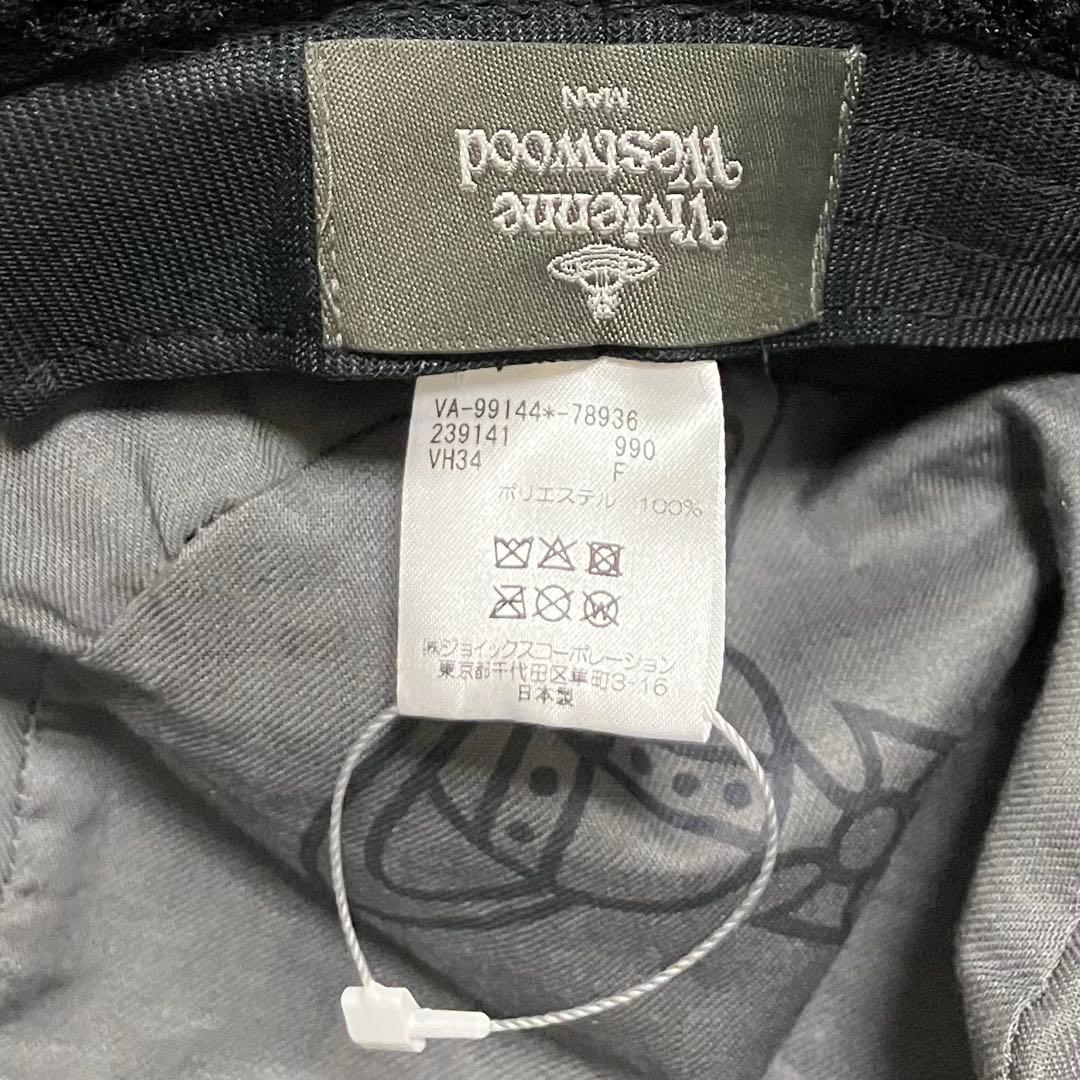 Vivienne
Westwood
MAN
VA-99144*-78936
239141 990
VH34 F
ポリエステル 100%
W
㈱ジョイックスコーポレーション
東京都千代田区隼町3-16
日本製